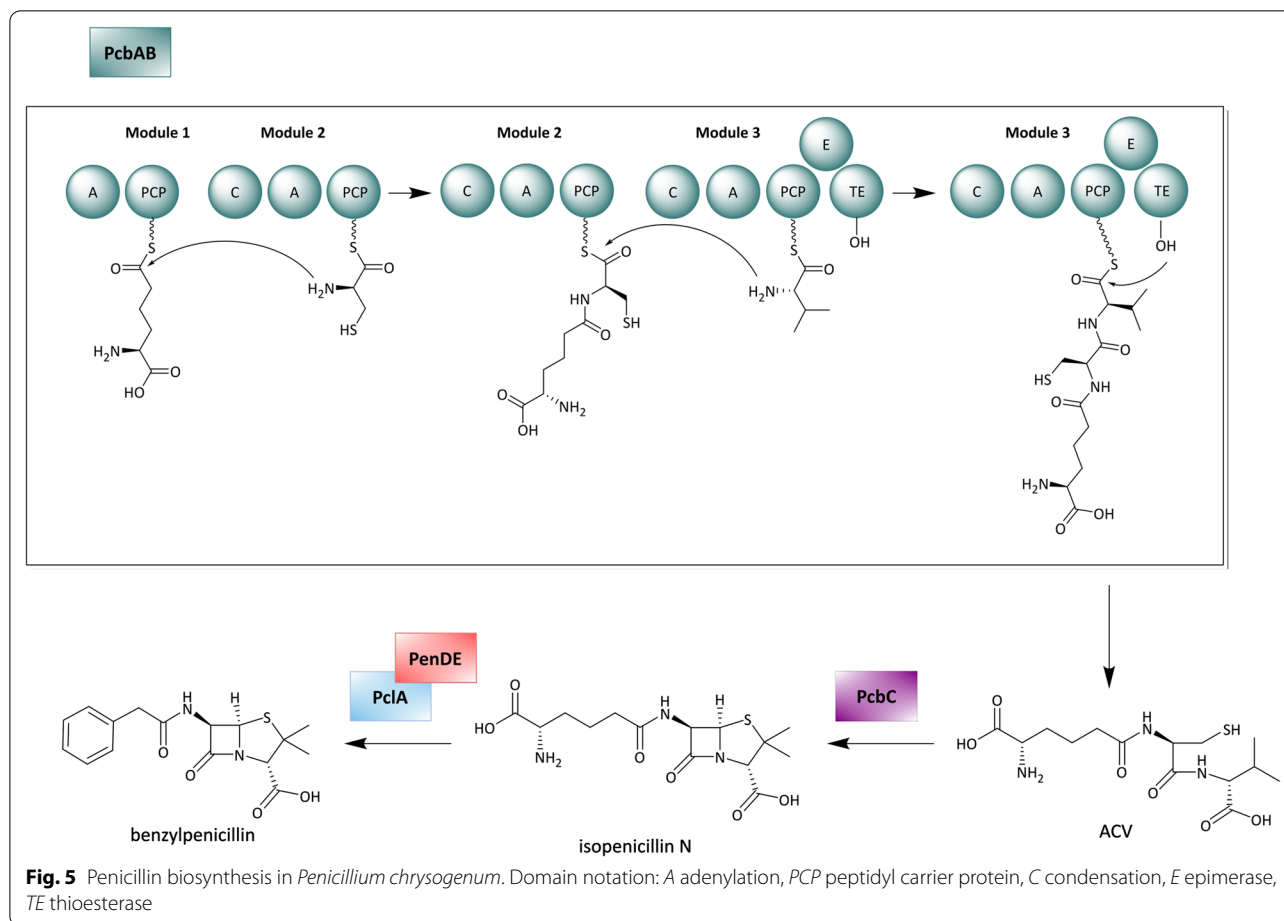 PcbAB
Module 1 Module 2 Module 2 Module 3 Module 3
E E
A PCP C A PCP C A PCP C A PCP TE C A PCP TE
OH OH
S S S S S
O O O O O
H₂N HN H₂N
HS SH O NH
O
H₂N O HS NH
HO O O
O NH₂
OH
H₂N
O OH
PenDE
PclA
PcbC
H N H S O HO H N H S O HO H N SH
O O N NH₂ O O N NH₂ O O H N
O OH O OH O OH
benzylpenicillin isopenicillin N ACV
Fig. 5 Penicillin biosynthesis in Penicillium chrysogenum. Domain notation: A adenylation, PCP peptidyl carrier protein, C condensation, E epimerase,
TE thioesterase